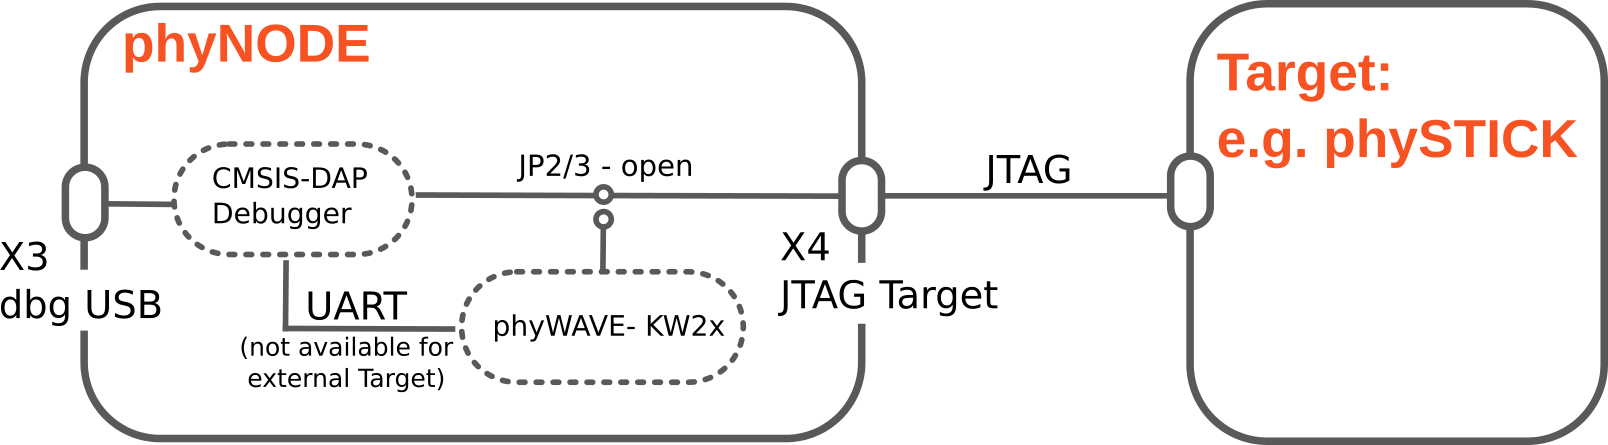 phyNODE
Target:
e.g. phySTICK
CMSIS-DAP
Debugger
JP2/3 - open
JTAG
X3
dbg USB
X4
JTAG Target
UART
(not available for
external Target)
phyWAVE- KW2x